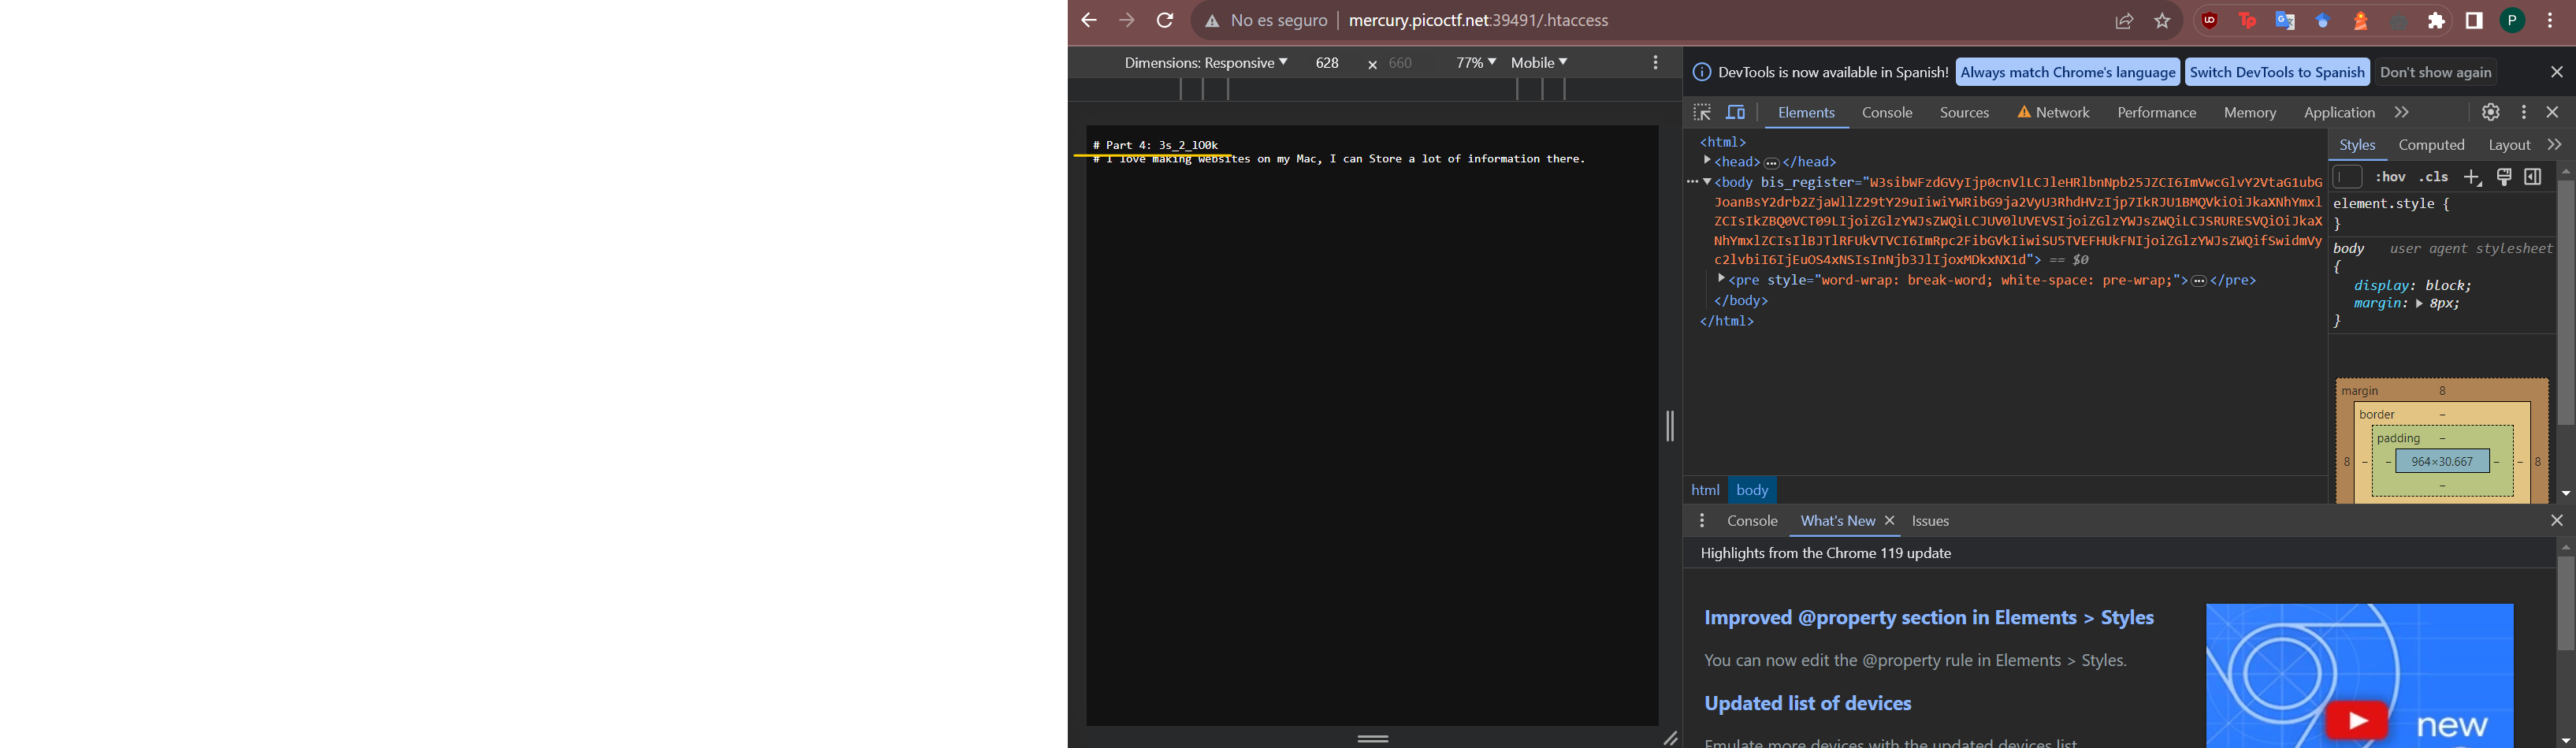 No es seguro mercury.picoctf.net:39491/.htaccess P
Dimensions: Responsive 628 × 660 77% Mobile
# Part 4: 3s_2_lO0k
# I love making websites on my Mac, I can Store a lot of information there.
DevTools is now available in Spanish! Always match Chrome's language Switch DevTools to Spanish Don't show again
Elements Console Sources Network Performance Memory Application
<html>
<head> … </head>
<body bis_register="W3sibWFzdGVyIjp0cnVlLCJleHRlbnNpb25JZCI6ImVwcGlvY2VtaG1ubG
JoanBsY2drb2ZjaWllZ29tY29uIiwiYWRibG9ja2VyU3RhdHVzIjp7IkRJU1BMQVkiOiJkaXNhYmxl
ZCIsIkZBQ0VCT09LIjoiZGlzYWJsZWQiLCJUV0lUVEVSIjoiZGlzYWJsZWQiLCJSRURESVQiOiJkaX
NhYmxlZCIsIlBJTlRFUkVTVCI6ImRpc2FibGVkIiwiSU5TVEFHUkFNIjoiZGlzYWJsZWQifSwidmVy
c2lvbiI6IjEuOS4xNSIsInNjb3JlIjoxMDkxNX1d"> == $0
<pre style="word-wrap: break-word; white-space: pre-wrap;"> … </pre>
</body>
</html>
html body
Styles Computed Layout
:hov .cls
element.style {
}
body user agent stylesheet
{
display: block;
margin: 8px;
}
margin 8
border –
padding –
8 – – 964×30.667 – – 8
–
Console What's New Issues
Highlights from the Chrome 119 update
Improved @property section in Elements > Styles
You can now edit the @property rule in Elements > Styles.
Updated list of devices
Emulate more devices with the updated devices list.
new